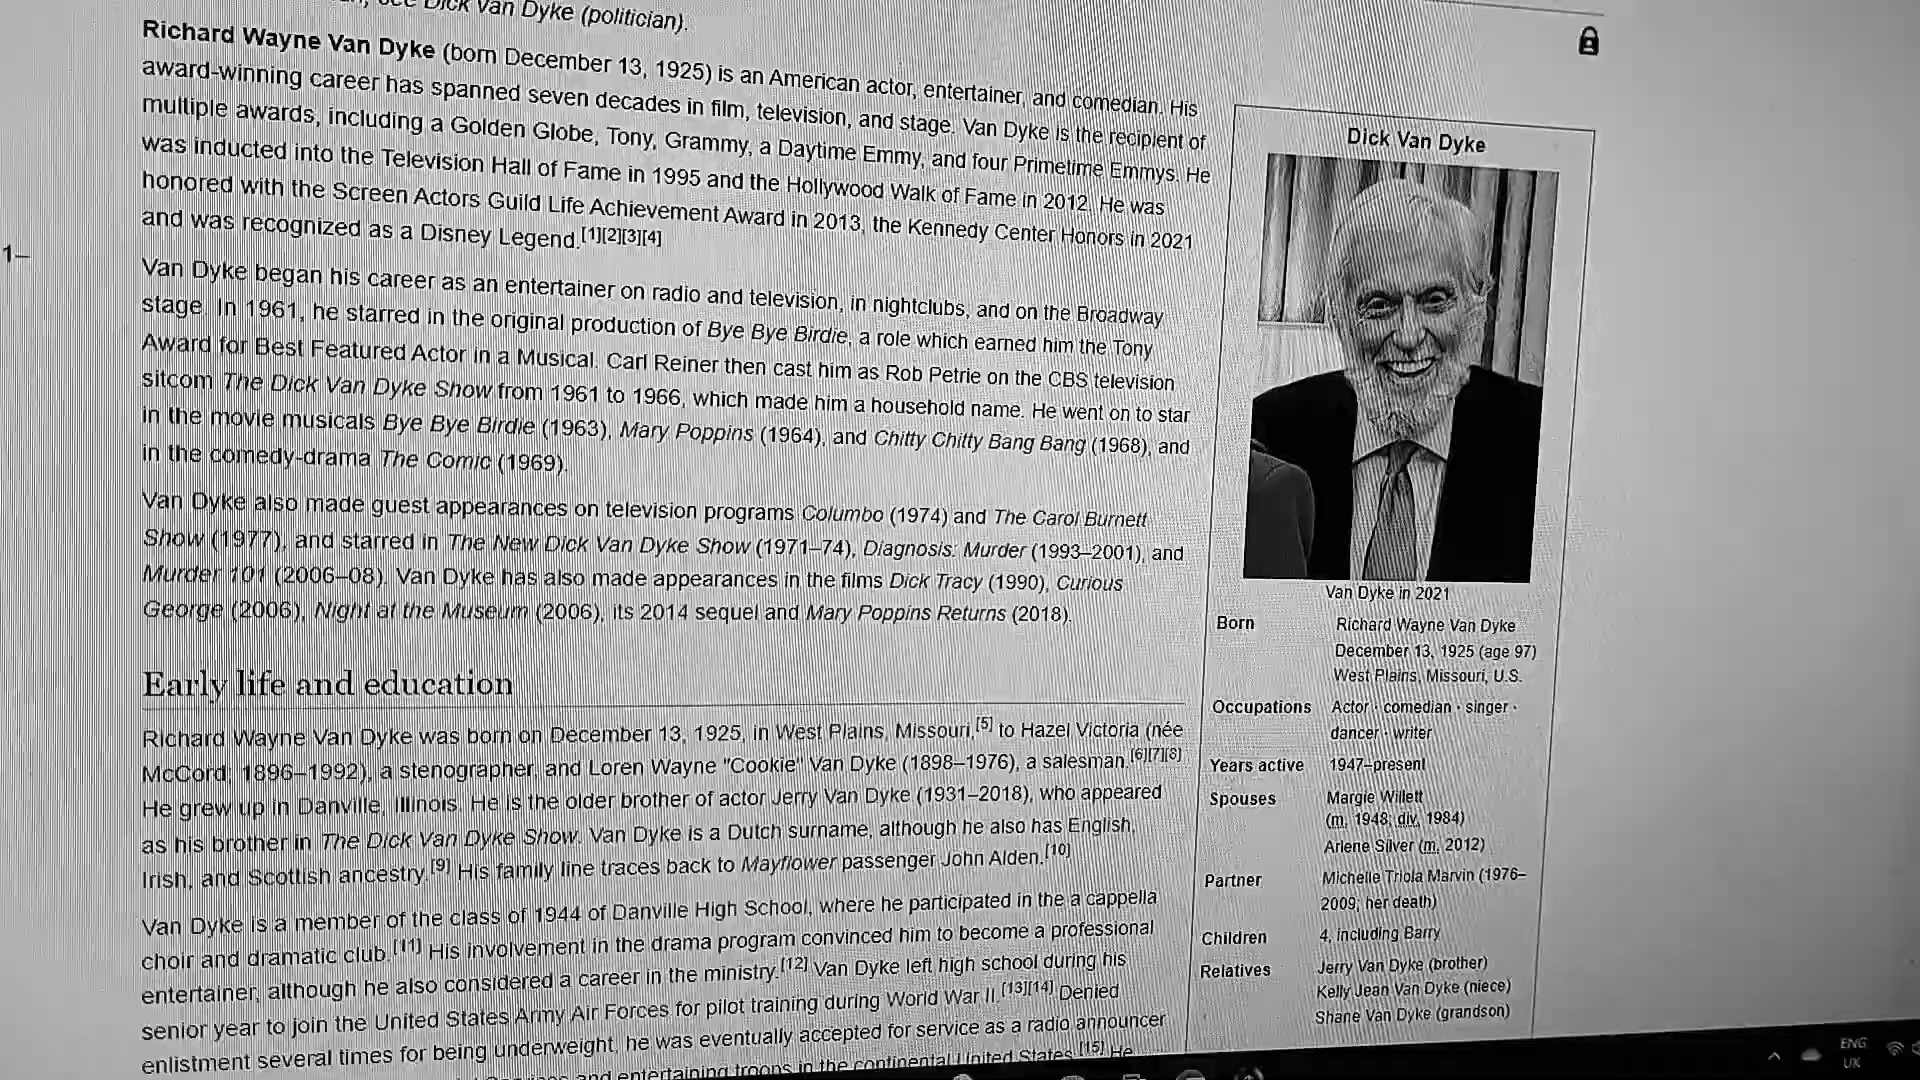 see Dick Van Dyke (politician).
Richard Wayne Van Dyke (born December 13, 1925) is an American actor, entertainer, and comedian. His
award-winning career has spanned seven decades in film, television, and stage. Van Dyke is the recipient of
multiple awards, including a Golden Globe, Tony, Grammy, a Daytime Emmy, and four Primetime Emmys. He
was inducted into the Television Hall of Fame in 1995 and the Hollywood Walk of Fame in 2012. He was
honored with the Screen Actors Guild Life Achievement Award in 2013, the Kennedy Center Honors in 2021
and was recognized as a Disney Legend.[1][2][3][4]
1–
Van Dyke began his career as an entertainer on radio and television, in nightclubs, and on the Broadway
stage. In 1961, he starred in the original production of Bye Bye Birdie, a role which earned him the Tony
Award for Best Featured Actor in a Musical. Carl Reiner then cast him as Rob Petrie on the CBS television
sitcom The Dick Van Dyke Show from 1961 to 1966, which made him a household name. He went on to star
in the movie musicals Bye Bye Birdie (1963), Mary Poppins (1964), and Chitty Chitty Bang Bang (1968), and
in the comedy-drama The Comic (1969).
Van Dyke also made guest appearances on television programs Columbo (1974) and The Carol Burnett
Show (1977), and starred in The New Dick Van Dyke Show (1971–74), Diagnosis: Murder (1993–2001), and
Murder 101 (2006–08). Van Dyke has also made appearances in the films Dick Tracy (1990), Curious
George (2006), Night at the Museum (2006), its 2014 sequel and Mary Poppins Returns (2018).
Early life and education
Richard Wayne Van Dyke was born on December 13, 1925, in West Plains, Missouri,[5] to Hazel Victoria (née
McCord; 1896–1992), a stenographer, and Loren Wayne "Cookie" Van Dyke (1898–1976), a salesman.[6][7][8]
He grew up in Danville, Illinois. He is the older brother of actor Jerry Van Dyke (1931–2018), who appeared
as his brother in The Dick Van Dyke Show. Van Dyke is a Dutch surname, although he also has English,
Irish, and Scottish ancestry.[9] His family line traces back to Mayflower passenger John Alden.[10]
Van Dyke is a member of the class of 1944 of Danville High School, where he participated in the a cappella
choir and dramatic club.[11] His involvement in the drama program convinced him to become a professional
entertainer, although he also considered a career in the ministry.[12] Van Dyke left high school during his
senior year to join the United States Army Air Forces for pilot training during World War II.[13][14] Denied
enlistment several times for being underweight, he was eventually accepted for service as a radio announcer
and entertaining troops in the continental United States.[15] He
Dick Van Dyke
Van Dyke in 2021
Born Richard Wayne Van Dyke
December 13, 1925 (age 97)
West Plains, Missouri, U.S.
Occupations Actor · comedian · singer ·
dancer · writer
Years active 1947–present
Spouses Margie Willett
(m. 1948; div. 1984)
Arlene Silver (m. 2012)
Partner Michelle Triola Marvin (1976–
2009; her death)
Children 4, including Barry
Relatives Jerry Van Dyke (brother)
Kelly Jean Van Dyke (niece)
Shane Van Dyke (grandson)
ENG
UK